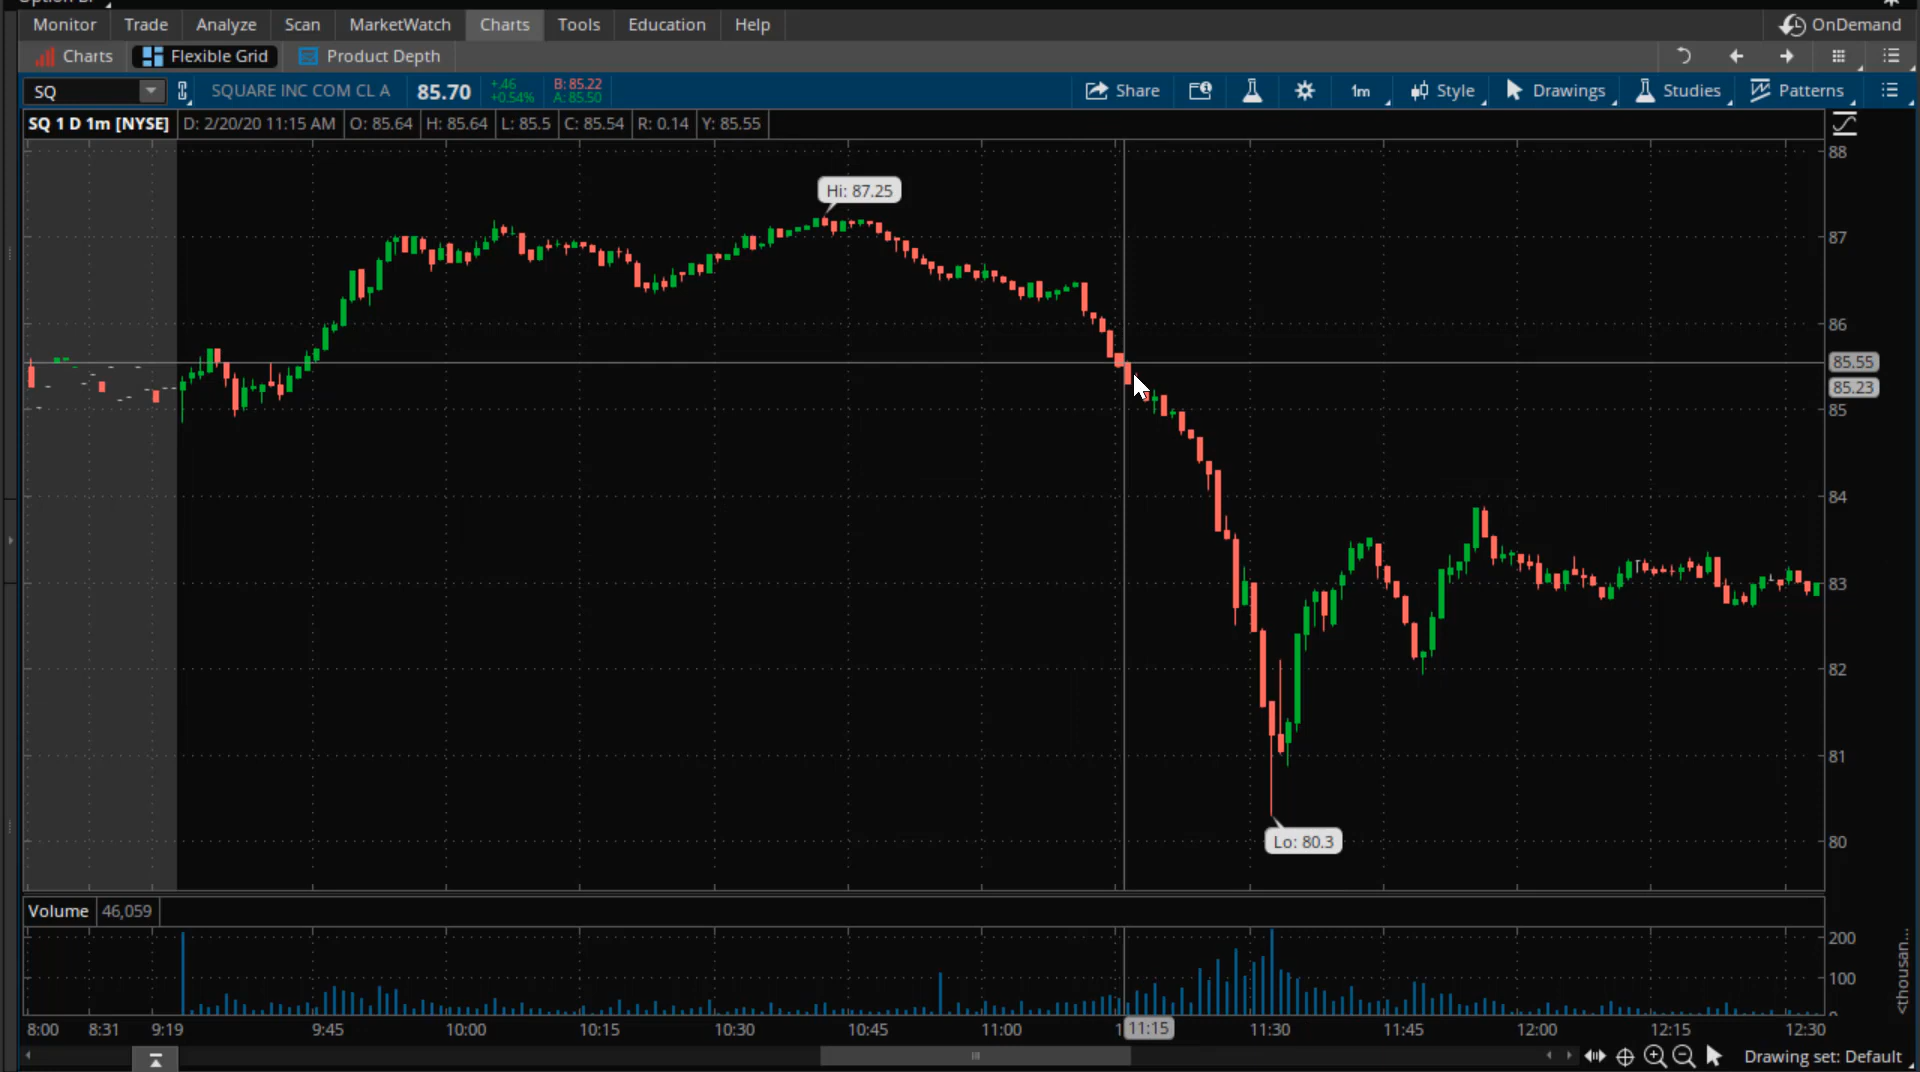 Monitor Trade Analyze Scan MarketWatch Charts Tools Education Help OnDemand
Charts Flexible Grid Product Depth
SQ SQUARE INC COM CL A 85.70 +.46 +0.54% B: 85.22 A: 85.50 Share 1m Style Drawings Studies Patterns
SQ 1 D 1m [NYSE] D: 2/20/20 11:15 AM O: 85.64 H: 85.64 L: 85.5 C: 85.54 R: 0.14 Y: 85.55
88
Hi: 87.25
87
86
85.55
85.23
85
84
83
82
81
Lo: 80.3
80
Volume 46,059
200
100
<thousan...
8:00 8:31 9:19 9:45 10:00 10:15 10:30 10:45 11:00 11:15 11:30 11:45 12:00 12:15 12:30
Drawing set: Default